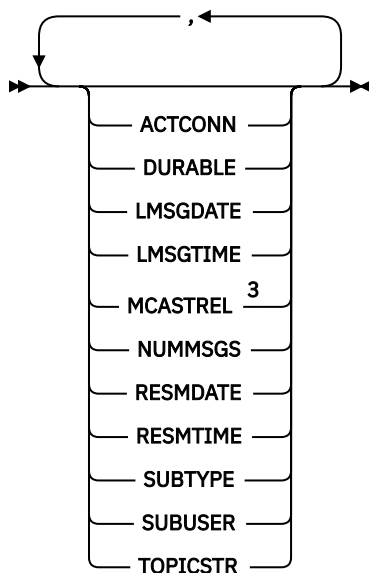 ,
ACTCONN
DURABLE
LMSGDATE
LMSGTIME
MCASTREL 3
NUMMSGS
RESMDATE
RESMTIME
SUBTYPE
SUBUSER
TOPICSTR